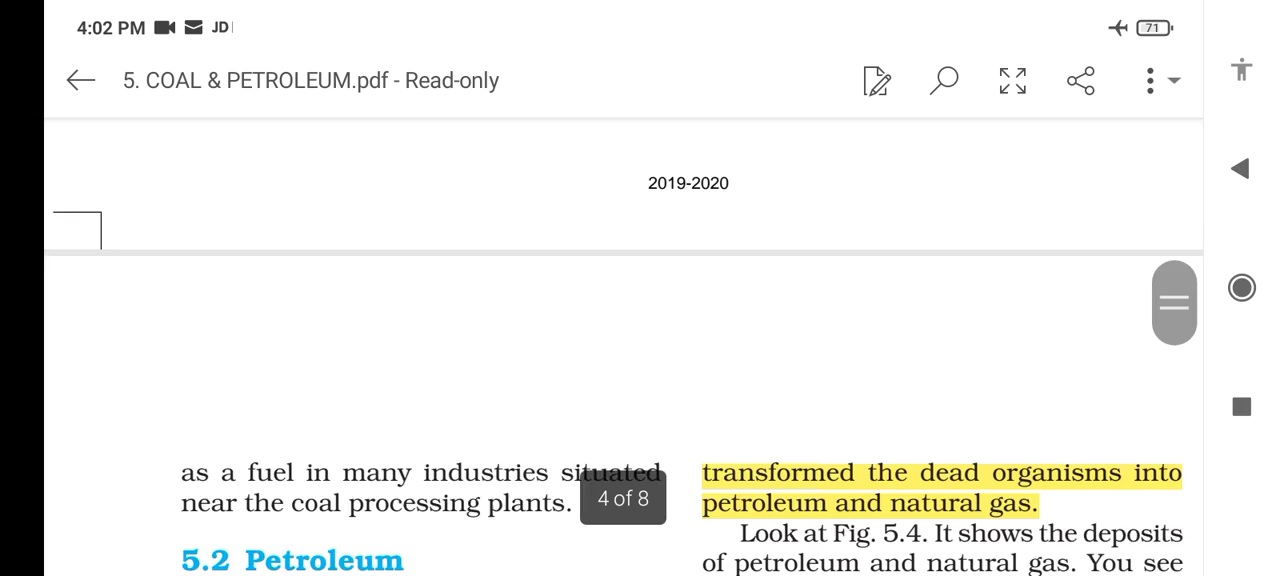 4:02 PM JD
71
5. COAL & PETROLEUM.pdf - Read-only
2019-2020
as a fuel in many industries situated
near the coal processing plants.
5.2 Petroleum
4 of 8
transformed the dead organisms into
petroleum and natural gas.
Look at Fig. 5.4. It shows the deposits
of petroleum and natural gas. You see